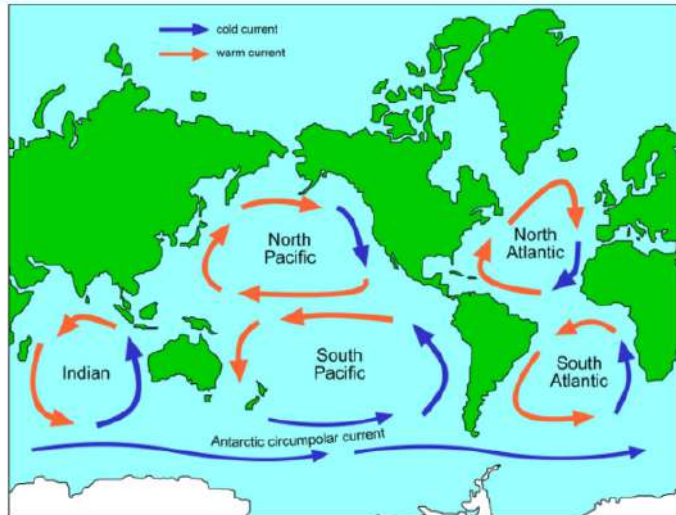 cold current
warm current
North
Pacific
North
Atlantic
Indian
South
Pacific
South
Atlantic
Antarctic circumpolar current